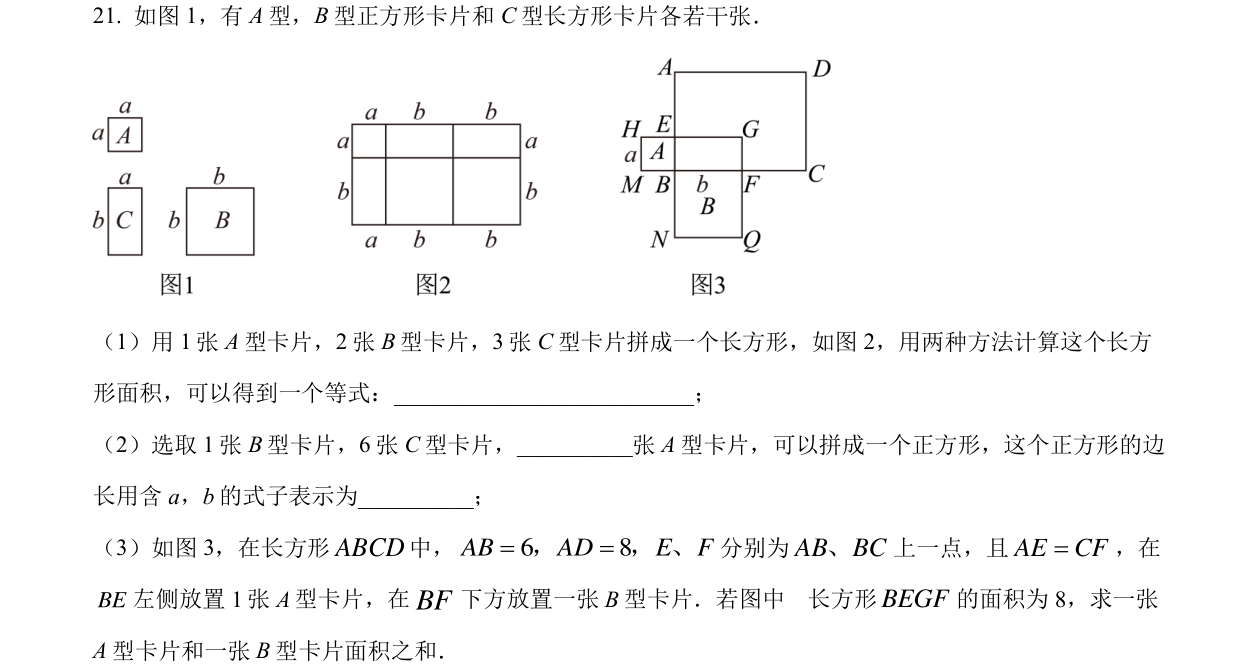 21. 如图 1，有 A 型，B 型正方形卡片和 C 型长方形卡片各若干张．
a
a A
a
b C
b
b B
图1
a b b
a a
b b
a b b
图2
A D
H E G
a A
M B b F C
B
N Q
图3
（1）用 1 张 A 型卡片，2 张 B 型卡片，3 张 C 型卡片拼成一个长方形，如图 2，用两种方法计算这个长方
形面积，可以得到一个等式：__________________________；
（2）选取 1 张 B 型卡片，6 张 C 型卡片，__________张 A 型卡片，可以拼成一个正方形，这个正方形的边
长用含 a，b 的式子表示为__________；
（3）如图 3，在长方形 ABCD 中， AB = 6，AD = 8，E、F 分别为 AB、BC 上一点，且 AE = CF ，在
BE 左侧放置 1 张 A 型卡片，在 BF 下方放置一张 B 型卡片．若图中 长方形 BEGF 的面积为 8，求一张
A 型卡片和一张 B 型卡片面积之和．